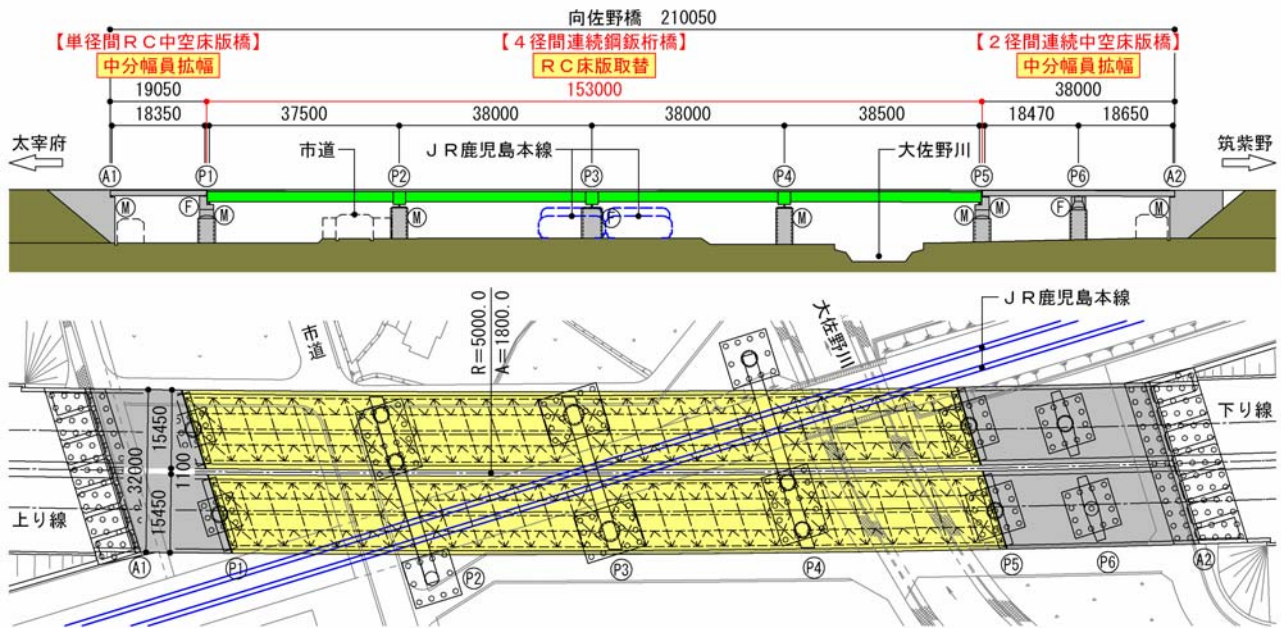 向佐野橋 210050
【単径間RC中空床版橋】 【4径間連続鋼鈑桁橋】 【2径間連続中空床版橋】
中分幅員拡幅 RC床版取替 中分幅員拡幅
19050 153000 38000
18350 37500 38000 38000 38500 18470 18650
太宰府 市道 JR鹿児島本線 大佐野川 筑紫野
A1 P1 P2 P3 P4 P5 P6 A2
M F M M F M M F M
R=5000.0
A=1800.0
JR鹿児島本線
市道
大佐野川
下り線
15450
32000
1100
15450
上り線
A1 P1 P2 P3 P4 P5 P6 A2